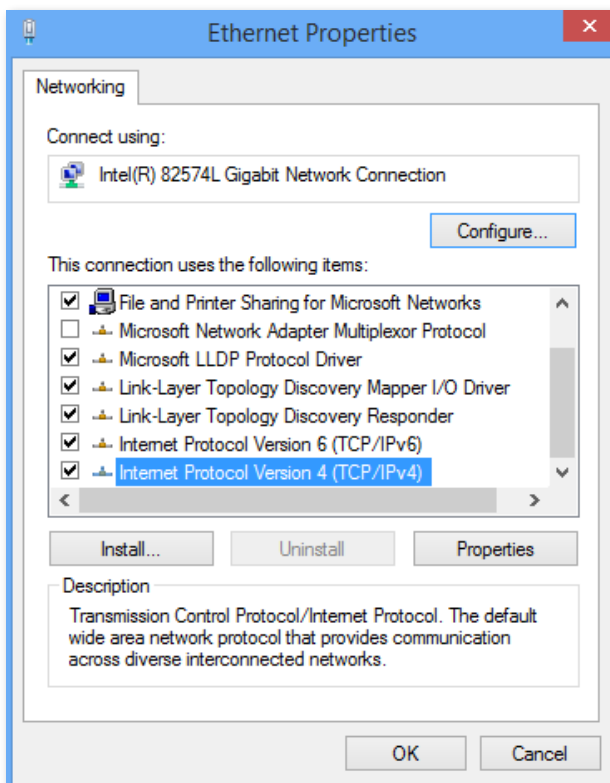 Ethernet Properties
Networking
Connect using:
Intel(R) 82574L Gigabit Network Connection
Configure...
This connection uses the following items:
File and Printer Sharing for Microsoft Networks
Microsoft Network Adapter Multiplexor Protocol
Microsoft LLDP Protocol Driver
Link-Layer Topology Discovery Mapper I/O Driver
Link-Layer Topology Discovery Responder
Internet Protocol Version 6 (TCP/IPv6)
Internet Protocol Version 4 (TCP/IPv4)
Install... Uninstall Properties
Description
Transmission Control Protocol/Internet Protocol. The default
wide area network protocol that provides communication
across diverse interconnected networks.
OK Cancel